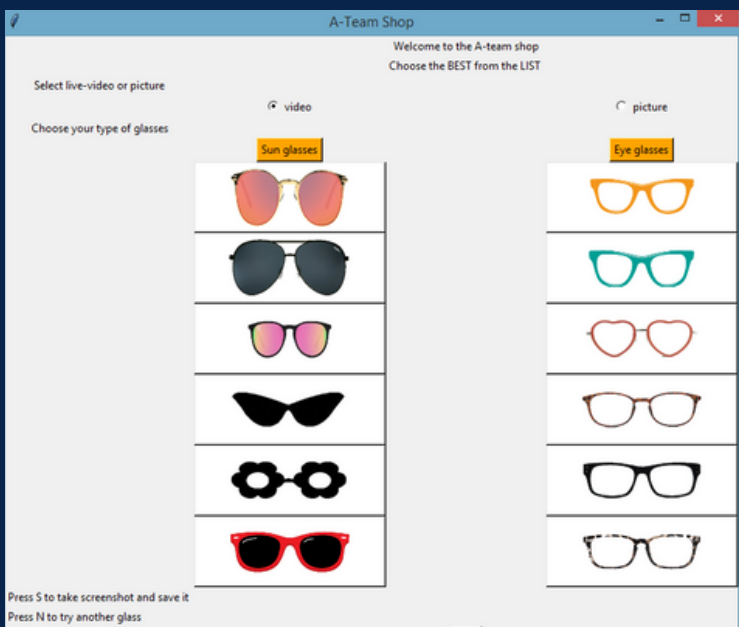 A-Team Shop
Welcome to the A-team shop
Choose the BEST from the LIST
Select live-video or picture
video
picture
Choose your type of glasses
Sun glasses
Eye glasses
Press S to take screenshot and save it
Press N to try another glass